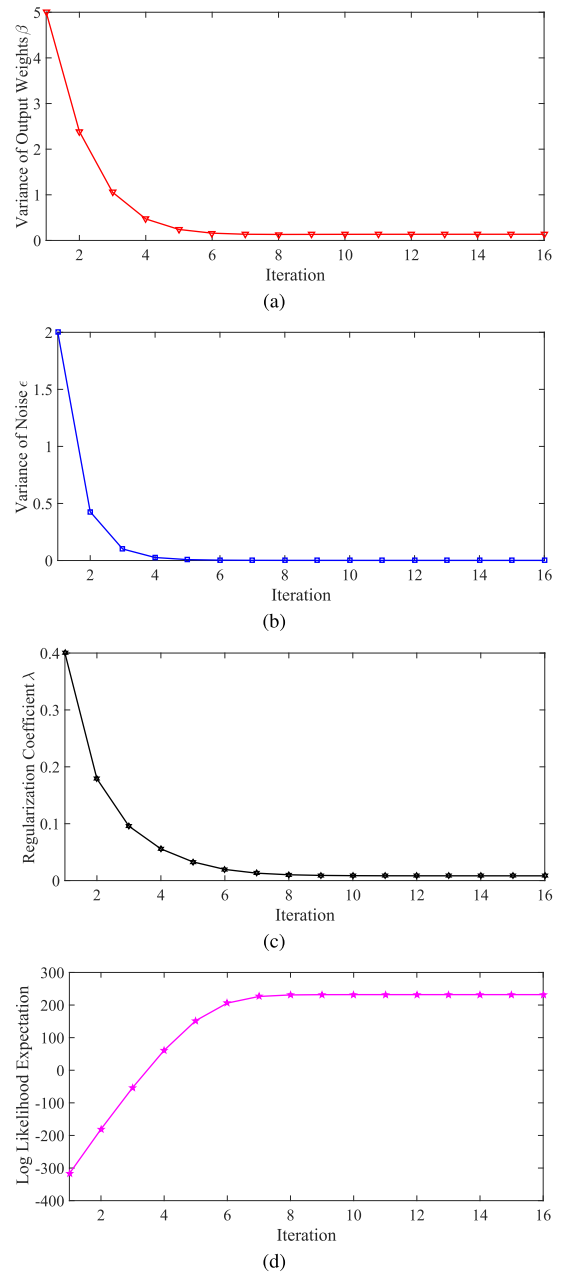 Variance of Output Weights β
5
4
3
2
1
0
2 4 6 8 10 12 14 16
Iteration
(a)
Variance of Noise ϵ
2
1.5
1
0.5
0
2 4 6 8 10 12 14 16
Iteration
(b)
Regularization Coefficient λ
0.4
0.3
0.2
0.1
0
2 4 6 8 10 12 14 16
Iteration
(c)
Log Likelihood Expectation
300
200
100
0
-100
-200
-300
-400
2 4 6 8 10 12 14 16
Iteration
(d)